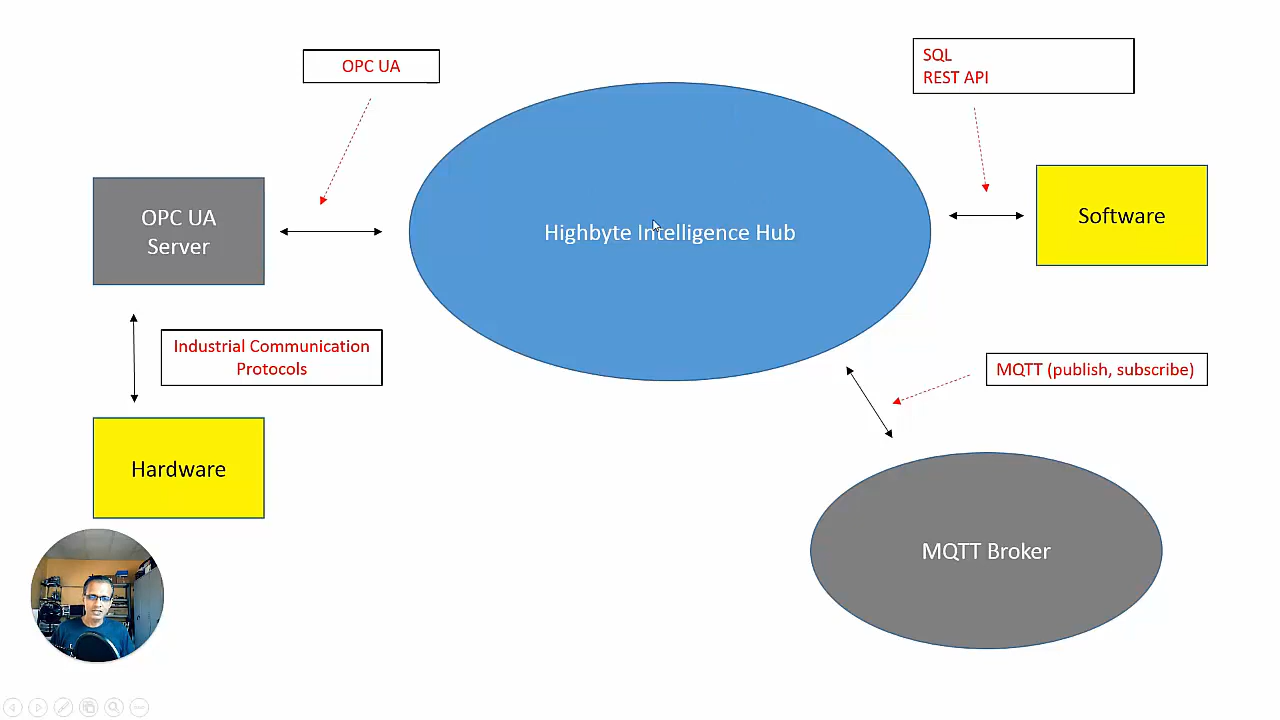 OPC UA
SQL
REST API
OPC UA
Server
Highbyte Intelligence Hub
Software
Industrial Communication
Protocols
MQTT (publish, subscribe)
Hardware
MQTT Broker